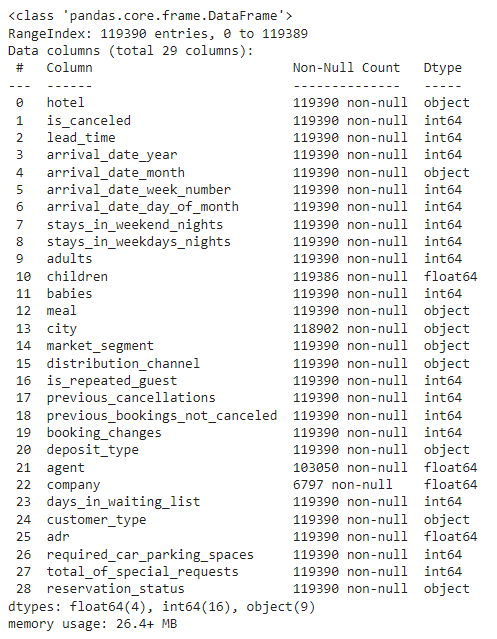 <class 'pandas.core.frame.DataFrame'>
RangeIndex: 119390 entries, 0 to 119389
Data columns (total 29 columns):
 #   Column                          Non-Null Count   Dtype
---  ------                          --------------   -----
 0   hotel                           119390 non-null  object
 1   is_canceled                     119390 non-null  int64
 2   lead_time                       119390 non-null  int64
 3   arrival_date_year               119390 non-null  int64
 4   arrival_date_month              119390 non-null  object
 5   arrival_date_week_number        119390 non-null  int64
 6   arrival_date_day_of_month       119390 non-null  int64
 7   stays_in_weekend_nights         119390 non-null  int64
 8   stays_in_weekdays_nights        119390 non-null  int64
 9   adults                          119390 non-null  int64
 10  children                        119386 non-null  float64
 11  babies                          119390 non-null  int64
 12  meal                            119390 non-null  object
 13  city                            118902 non-null  object
 14  market_segment                  119390 non-null  object
 15  distribution_channel            119390 non-null  object
 16  is_repeated_guest               119390 non-null  int64
 17  previous_cancellations          119390 non-null  int64
 18  previous_bookings_not_canceled  119390 non-null  int64
 19  booking_changes                 119390 non-null  int64
 20  deposit_type                    119390 non-null  object
 21  agent                           103050 non-null  float64
 22  company                         6797 non-null    float64
 23  days_in_waiting_list            119390 non-null  int64
 24  customer_type                   119390 non-null  object
 25  adr                             119390 non-null  float64
 26  required_car_parking_spaces     119390 non-null  int64
 27  total_of_special_requests       119390 non-null  int64
 28  reservation_status              119390 non-null  object
dtypes: float64(4), int64(16), object(9)
memory usage: 26.4+ MB